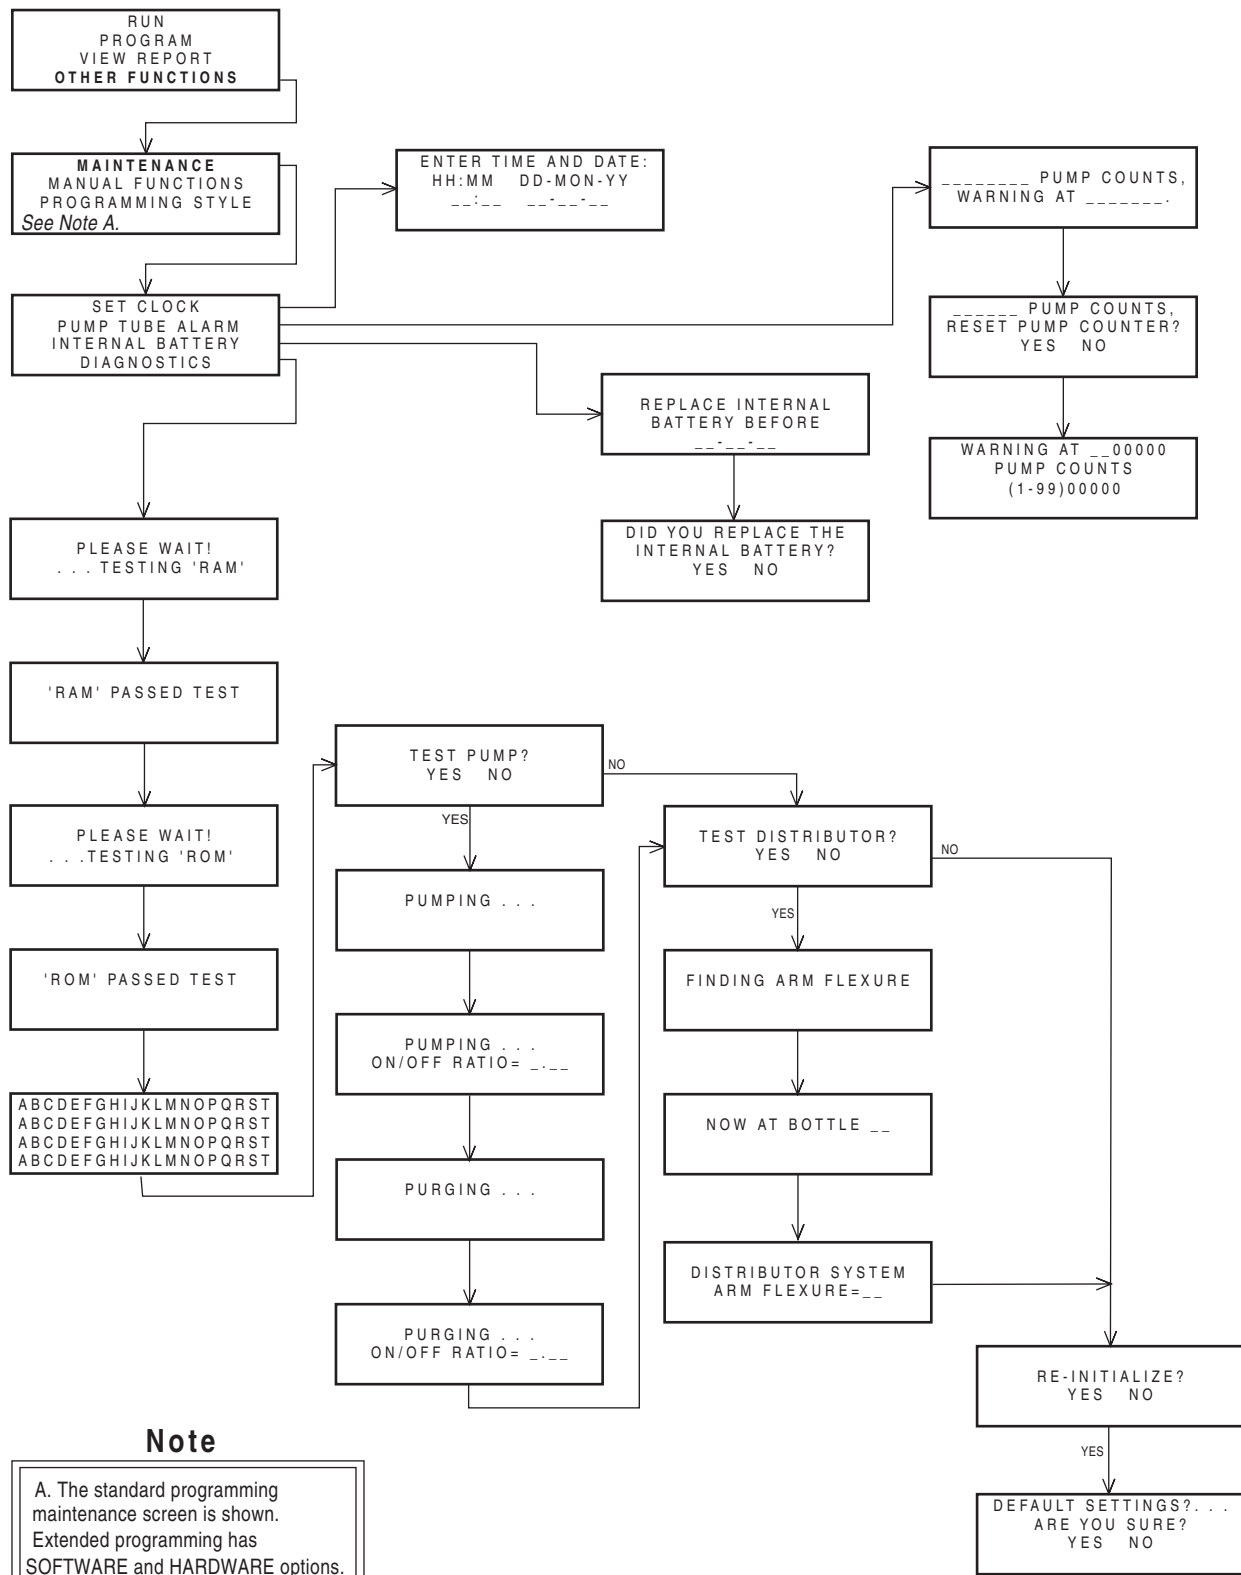 RUN
PROGRAM
VIEW REPORT
OTHER FUNCTIONS
MAINTENANCE
MANUAL FUNCTIONS
PROGRAMMING STYLE
See Note A.
ENTER TIME AND DATE:
HH:MM DD-MON-YY
__:__ __-__-__
________ PUMP COUNTS,
WARNING AT _______.
SET CLOCK
PUMP TUBE ALARM
INTERNAL BATTERY
DIAGNOSTICS
______ PUMP COUNTS,
RESET PUMP COUNTER?
YES NO
REPLACE INTERNAL
BATTERY BEFORE
__-__-__
WARNING AT __00000
PUMP COUNTS
(1-99)00000
DID YOU REPLACE THE
INTERNAL BATTERY?
YES NO
PLEASE WAIT!
. . . TESTING 'RAM'
'RAM' PASSED TEST
PLEASE WAIT!
. . .TESTING 'ROM'
'ROM' PASSED TEST
ABCDEFGHIJKLMNOPQRST
ABCDEFGHIJKLMNOPQRST
ABCDEFGHIJKLMNOPQRST
ABCDEFGHIJKLMNOPQRST
TEST PUMP?
YES NO
NO
YES
PUMPING . . .
PUMPING . . .
ON/OFF RATIO= _.__
PURGING . . .
PURGING . . .
ON/OFF RATIO= _.__
TEST DISTRIBUTOR?
YES NO
NO
YES
FINDING ARM FLEXURE
NOW AT BOTTLE __
DISTRIBUTOR SYSTEM
ARM FLEXURE=__
RE-INITIALIZE?
YES NO
YES
DEFAULT SETTINGS?. . .
ARE YOU SURE?
YES NO
Note
A. The standard programming
maintenance screen is shown.
Extended programming has
SOFTWARE and HARDWARE options.